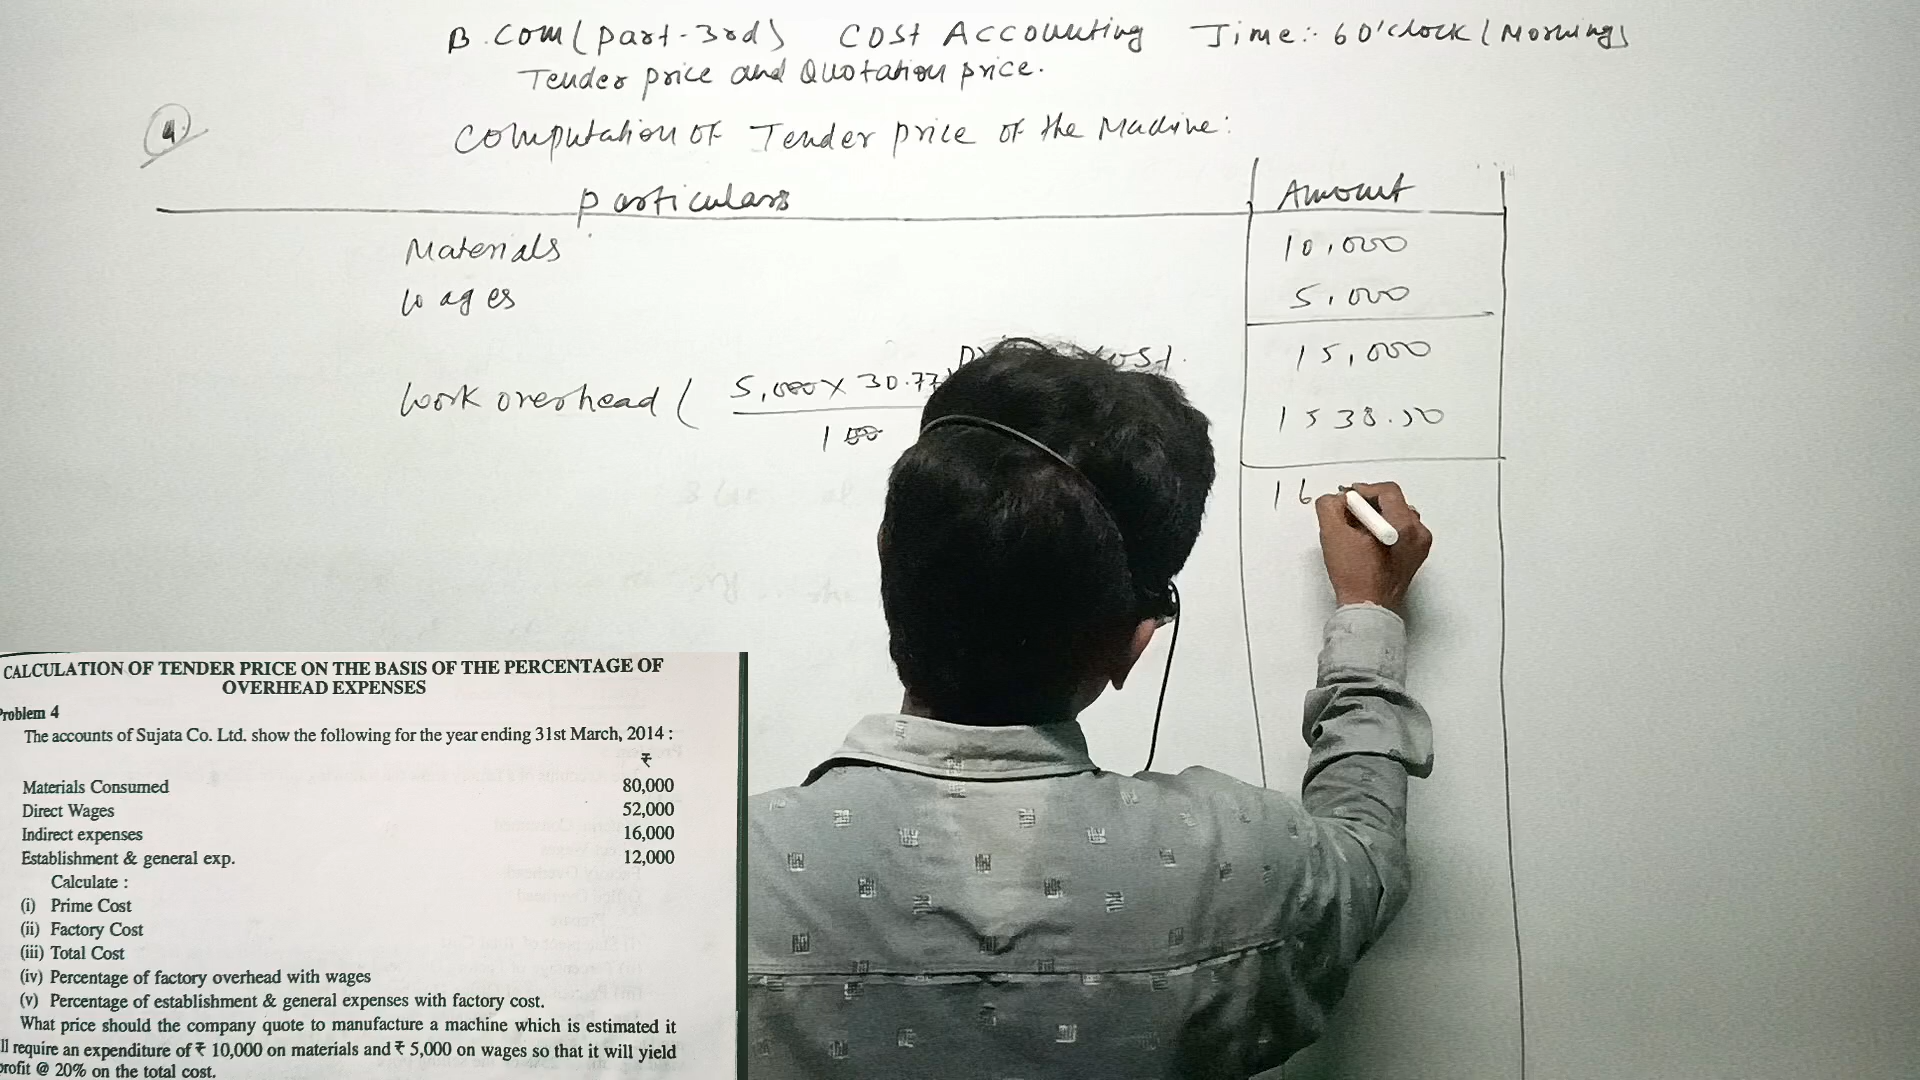 B.Com (part-3rd) Cost Accounting Time:- 6 O'clock (Morning)
Tender price and Quotation price.
4
Computation of Tender price of the Machine:
Particulars Amount
Materials 10,000
Wages 5,000
15,000
Work overhead ( 5,000 X 30.77 1538.50
100
16
CALCULATION OF TENDER PRICE ON THE BASIS OF THE PERCENTAGE OF
OVERHEAD EXPENSES
Problem 4
The accounts of Sujata Co. Ltd. show the following for the year ending 31st March, 2014 :
₹
Materials Consumed 80,000
Direct Wages 52,000
Indirect expenses 16,000
Establishment & general exp. 12,000
Calculate :
(i) Prime Cost
(ii) Factory Cost
(iii) Total Cost
(iv) Percentage of factory overhead with wages
(v) Percentage of establishment & general expenses with factory cost.
What price should the company quote to manufacture a machine which is estimated it
ll require an expenditure of ₹ 10,000 on materials and ₹ 5,000 on wages so that it will yield
profit @ 20% on the total cost.